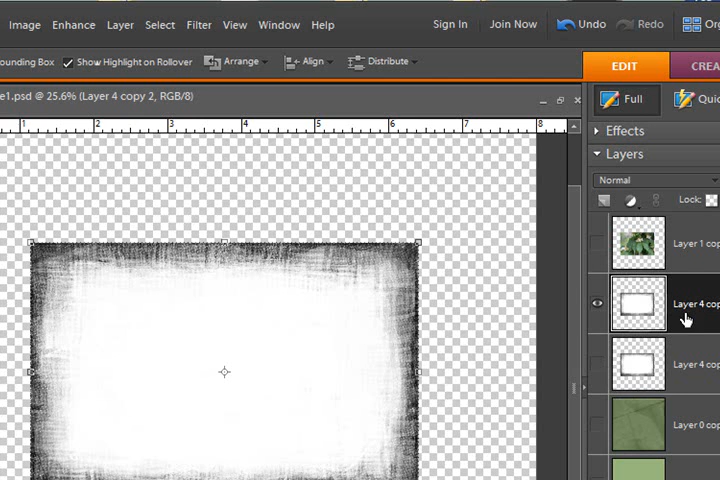 Image Enhance Layer Select Filter View Window Help Sign In Join Now Undo Redo
Show Highlight on Rollover Arrange Align Distribute
EDIT
e1.psd @ 25.6% (Layer 4 copy 2, RGB/8)
Full
1 2 3 4 5 6 7 8
Effects
Layers
Normal Lock:
Layer 1 cop
Layer 4 cop
Layer 4 cop
Layer 0 cop